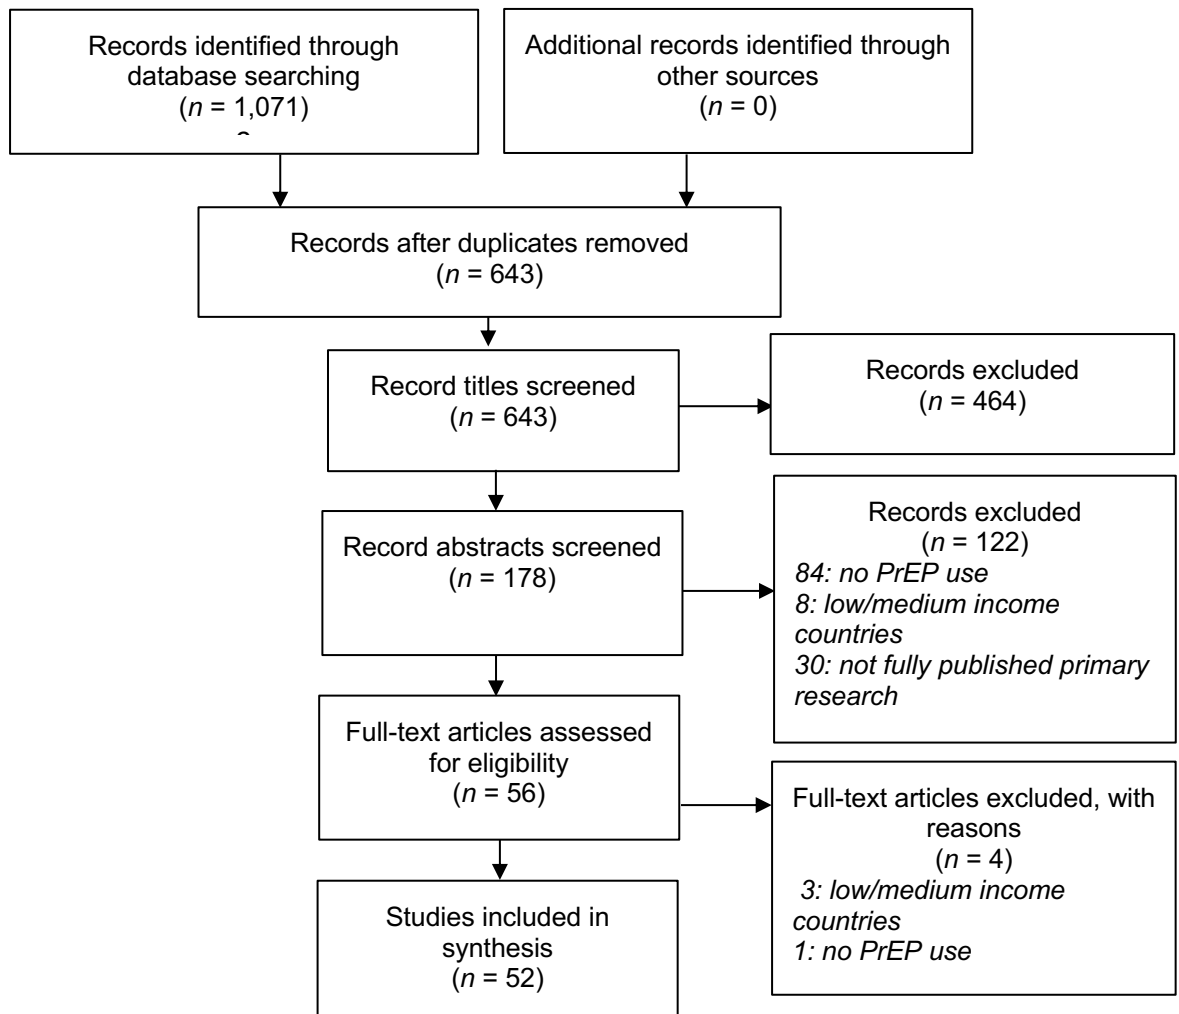 Records identified through
database searching
(n = 1,071)
Additional records identified through
other sources
(n = 0)
Records after duplicates removed
(n = 643)
Record titles screened
(n = 643)
Records excluded
(n = 464)
Record abstracts screened
(n = 178)
Records excluded
(n = 122)
84: no PrEP use
8: low/medium income
countries
30: not fully published primary
research
Full-text articles assessed
for eligibility
(n = 56)
Full-text articles excluded, with
reasons
(n = 4)
3: low/medium income
countries
1: no PrEP use
Studies included in
synthesis
(n = 52)